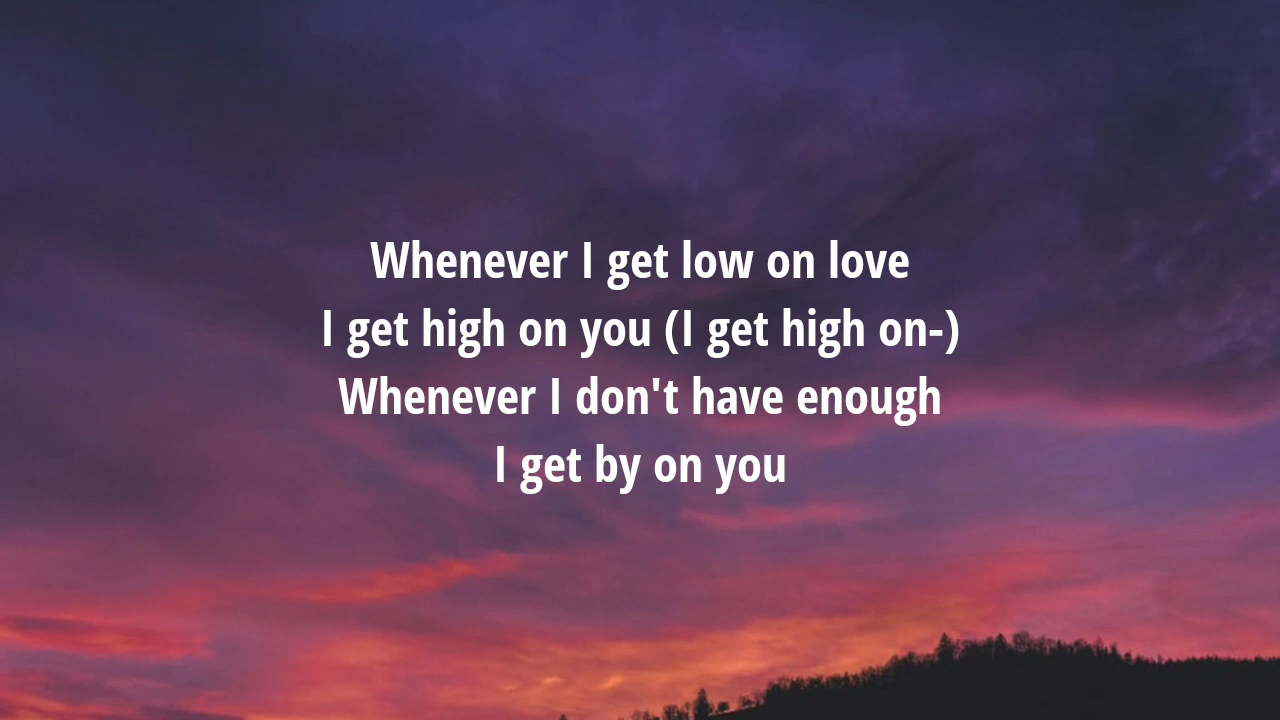 Whenever I get low on love
I get high on you (I get high on-)
Whenever I don't have enough
I get by on you